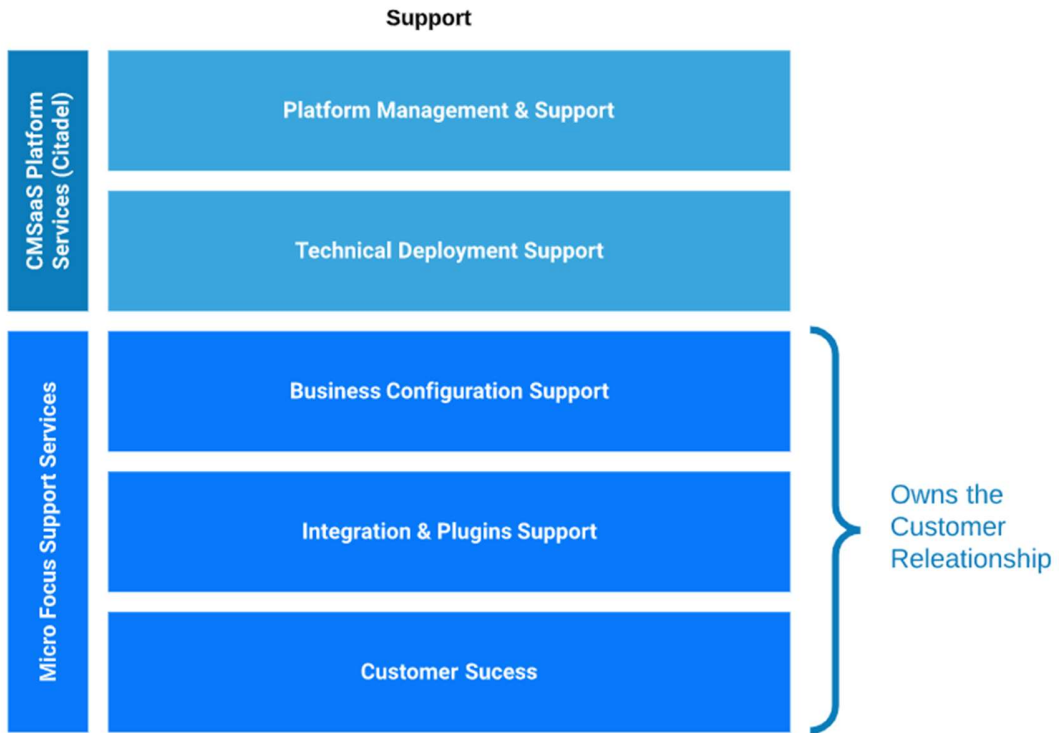 Support
CMSaaS Platform
Services (Citadel)
Platform Management & Support
Technical Deployment Support
Micro Focus Support Services
Business Configuration Support
Integration & Plugins Support
Customer Sucess
Owns the
Customer
Releationship